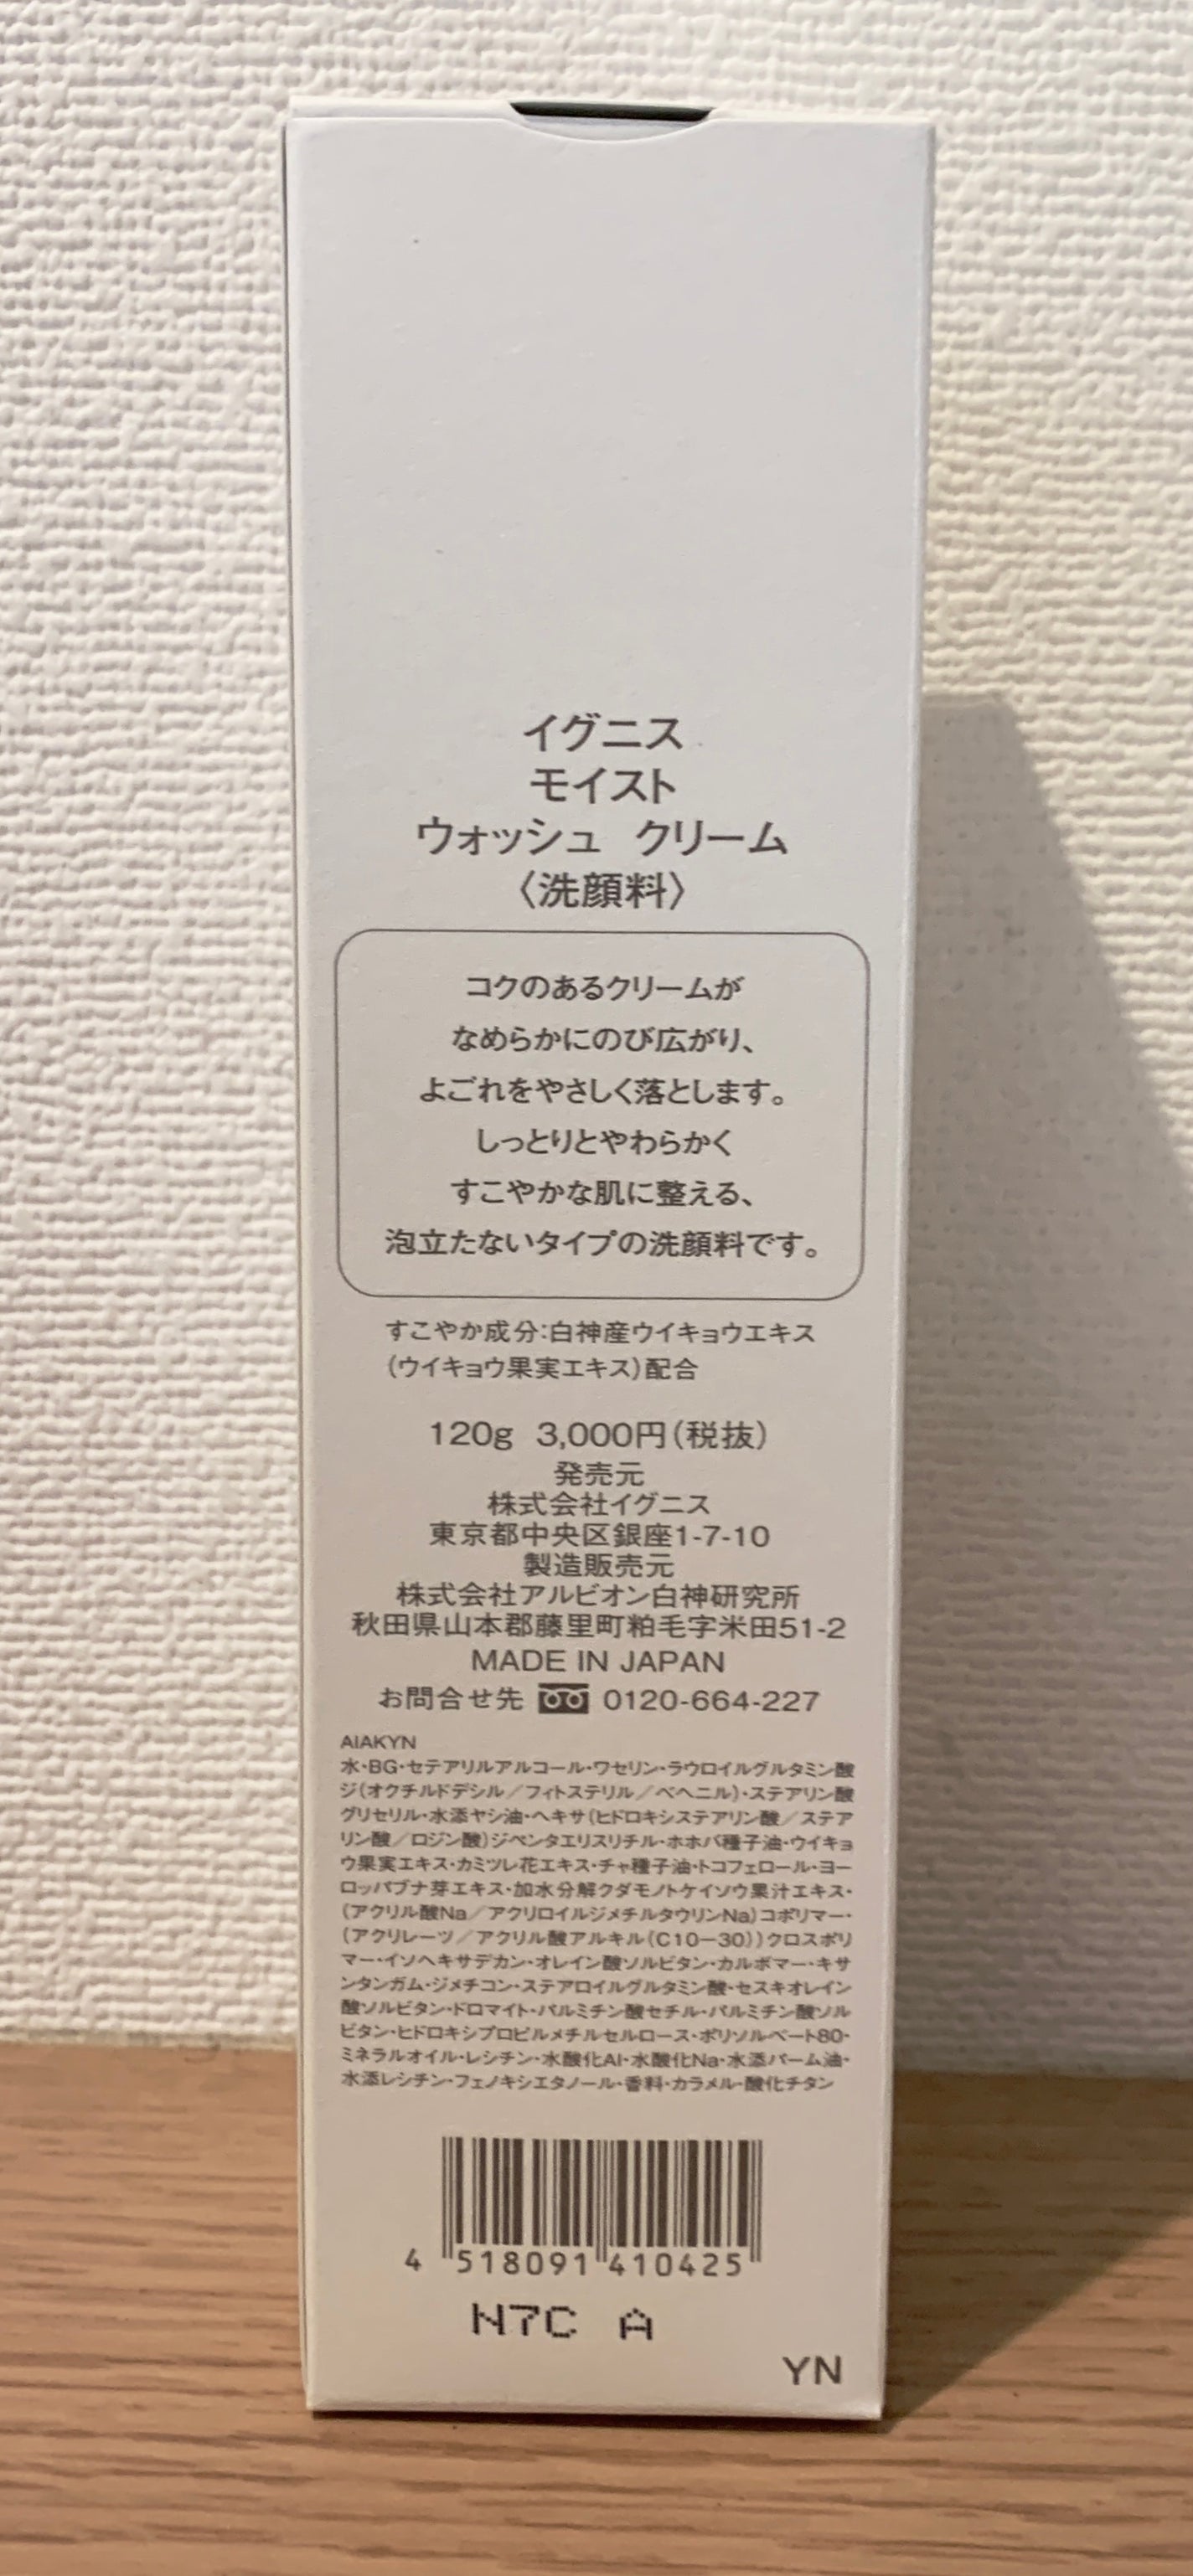 イグニス
モイスト
ウォッシュ クリーム
〈洗顔料〉
コクのあるクリームが
なめらかにのび広がり、
よごれをやさしく落とします。
しっとりとやわらかく
すこやかな肌に整える、
泡立たないタイプの洗顔料です。
すこやか成分:白神産ウイキョウエキス
(ウイキョウ果実エキス)配合
120g 3,000円(税抜)
発売元
株式会社イグニス
東京都中央区銀座1-7-10
製造販売元
株式会社アルビオン白神研究所
秋田県山本郡藤里町粕毛字米田51-2
MADE IN JAPAN
お問合せ先 0120-664-227
AIAKYN
水・BG・セテアリルアルコール・ワセリン・ラウロイルグルタミン酸
ジ(オクチルドデシル/フィトステリル/ベヘニル)・ステアリン酸
グリセリル・水添ヤシ油・ヘキサ(ヒドロキシステアリン酸/ステア
リン酸/ロジン酸)ジペンタエリスリチル・ホホバ種子油・ウイキョ
ウ果実エキス・カミツレ花エキス・チャ種子油・トコフェロール・ヨー
ロッパブナ芽エキス・加水分解クダモノトケイソウ果汁エキス・
(アクリル酸Na/アクリロイルジメチルタウリンNa)コポリマー・
(アクリレーツ/アクリル酸アルキル(C10-30))クロスポリ
マー・イソヘキサデカン・オレイン酸ソルビタン・カルボマー・キサ
ンタンガム・ジメチコン・ステアロイルグルタミン酸・セスキオレイン
酸ソルビタン・ドロマイト・パルミチン酸セチル・パルミチン酸ソル
ビタン・ヒドロキシプロピルメチルセルロース・ポリソルベート80・
ミネラルオイル・レシチン・水酸化Al・水酸化Na・水添パーム油・
水添レシチン・フェノキシエタノール・香料・カラメル・酸化チタン
4 518091 410425
N7C A
YN